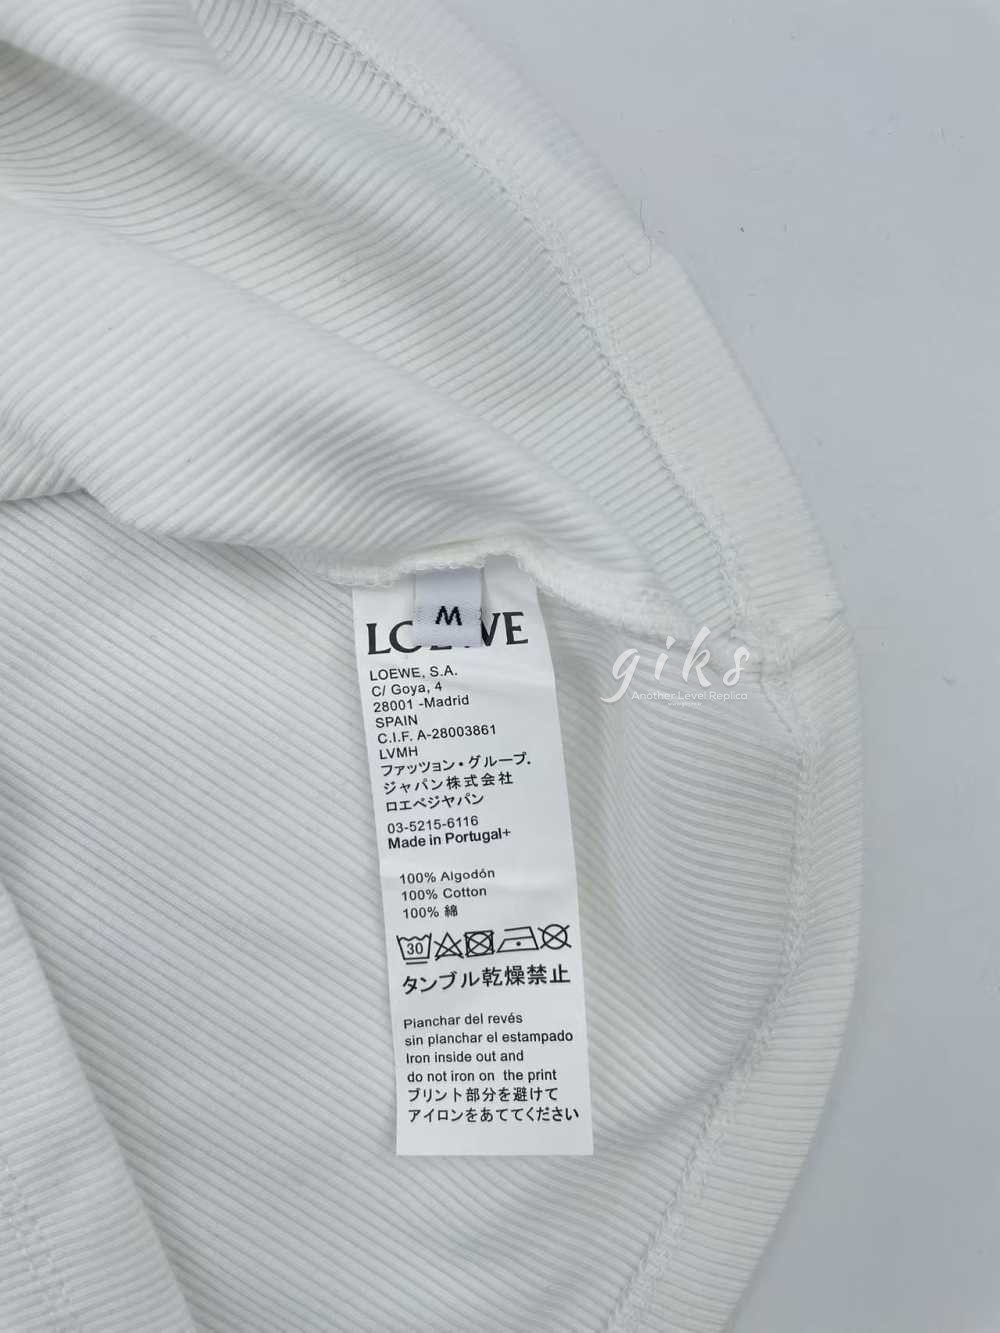 M
LOEWE
LOEWE, S.A.
C/ Goya, 4
28001 -Madrid
SPAIN
C.I.F. A-28003861
LVMH
ファッツョン・グループ.
ジャパン株式会社
ロエベジヤパン
03-5215-6116
Made in Portugal+
100% Algodón
100% Cotton
100% 綿
30
タンブル乾燥禁止
Pianchar del revés
sin planchar el estampado
Iron inside out and
do not iron on the print
プリント部分を避けて
アイロンをあててください
giks
Another Level Replica